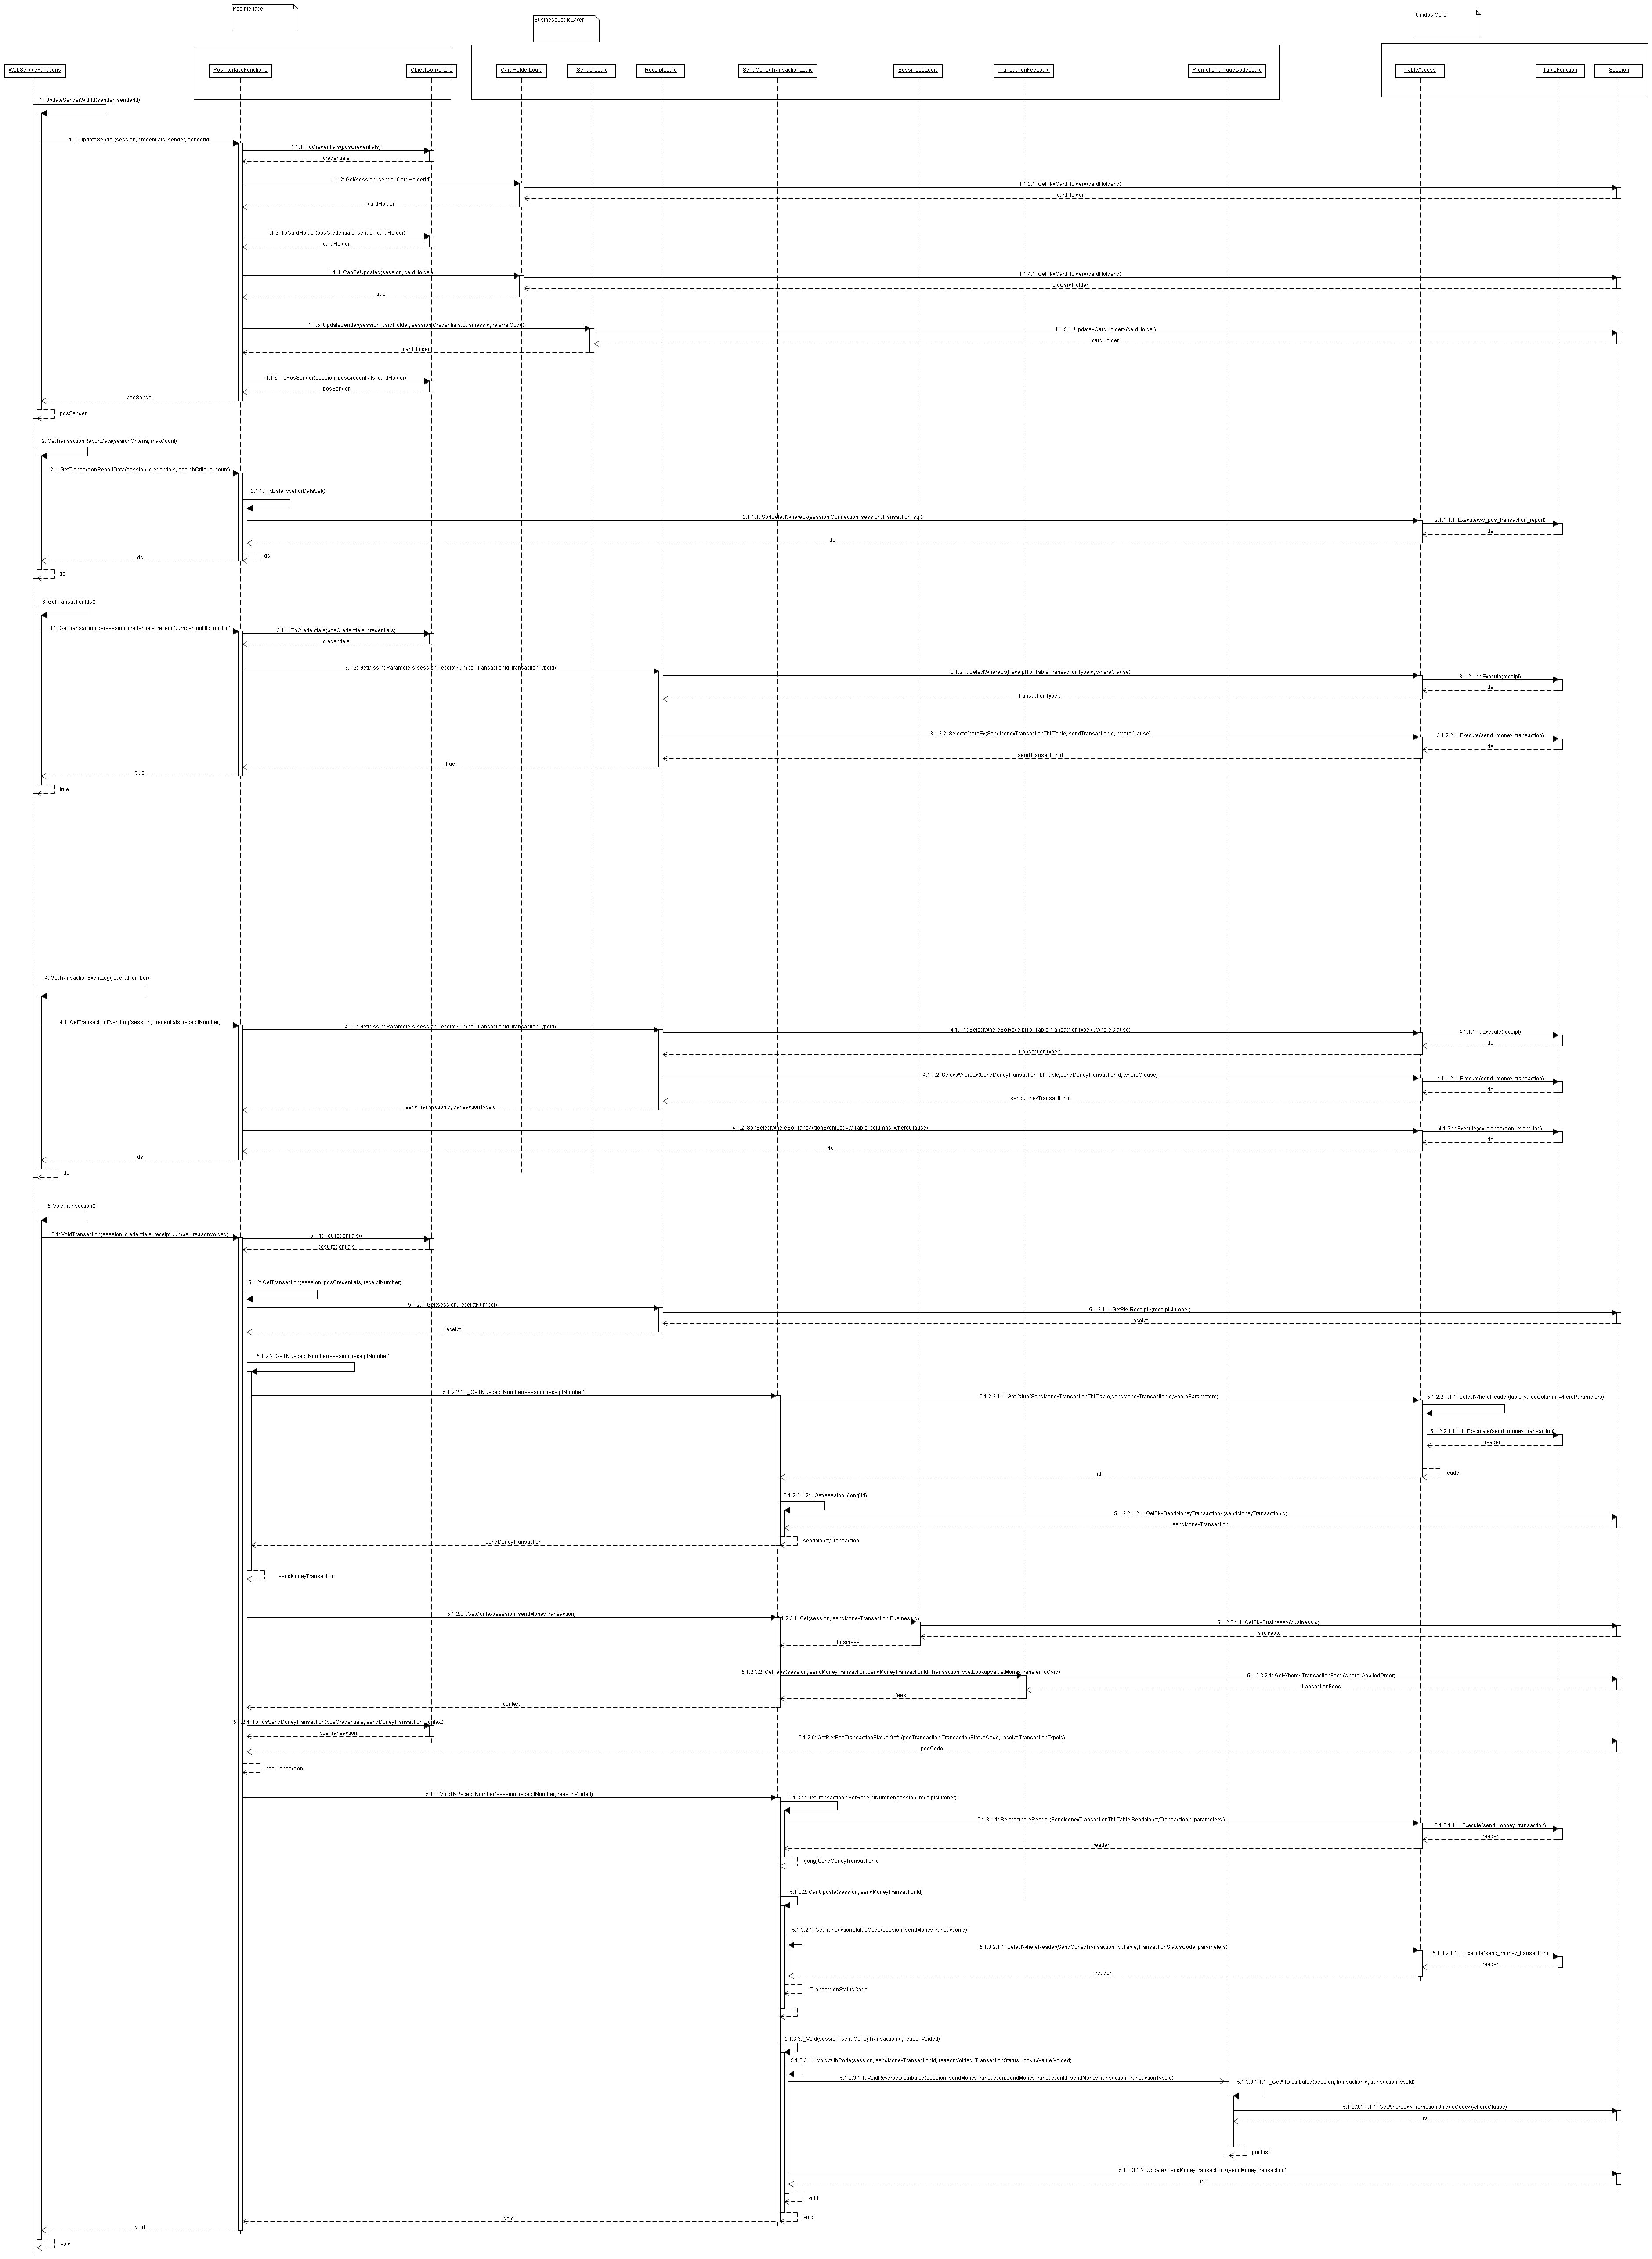 PosInterface
BusinessLogicLayer
Unidos.Core
WebServiceFunctions
PosInterfaceFunctions
ObjectConverters
CardHolderLogic
SenderLogic
ReceiptLogic
SendMoneyTransactionLogic
BussinessLogic
TransactionFeeLogic
PromotionUniqueCodeLogic
TableAccess
TableFunction
Session
1: UpdateSenderWithId(sender, senderId)
1.1: UpdateSender(session, credentials, sender, senderId)
1.1.1: ToCredentials(posCredentials)
credentials
1.1.2: Get(session, sender.CardHolderId)
1.1.2.1: GetPk<CardHolder>(cardHolderId)
cardHolder
cardHolder
1.1.3: ToCardHolder(posCredentials, sender, cardHolder)
cardHolder
1.1.4: CanBeUpdated(session, cardHolder)
1.1.4.1: GetPk<CardHolder>(cardHolderId)
oldCardHolder
true
1.1.5: UpdateSender(session, cardHolder, session.Credentials.BusinessId, referralCode)
1.1.5.1: Update<CardHolder>(cardHolder)
cardHolder
cardHolder
1.1.6: ToPosSender(session, posCredentials, cardHolder)
posSender
posSender
posSender
2: GetTransactionReportData(searchCriteria, maxCount)
2.1: GetTransactionReportData(session, credentials, searchCriteria, count)
2.1.1: FixDateTypeForDataSet()
2.1.1.1: SortSelectWhereEx(session.Connection, session.Transaction, sql)
2.1.1.1.1: Execute(vw_pos_transaction_report)
ds
ds
ds
ds
ds
3: GetTransactionIds()
3.1: GetTransactionIds(session, credentials, receiptNumber, out tId, out ttId)
3.1.1: ToCredentials(posCredentials, credentials)
credentials
3.1.2: GetMissingParameters(session, receiptNumber, transactionId, transactionTypeId)
3.1.2.1: SelectWhereEx(ReceiptTbl.Table, transactionTypeId, whereClause)
3.1.2.1.1: Execute(receipt)
ds
transactionTypeId
3.1.2.2: SelectWhereEx(SendMoneyTransactionTbl.Table, sendTransactionId, whereClause)
3.1.2.2.1: Execute(send_money_transaction)
ds
sendTransactionId
true
true
true
4: GetTransactionEventLog(receiptNumber)
4.1: GetTransactionEventLog(session, credentials, receiptNumber)
4.1.1: GetMissingParameters(session, receiptNumber, transactionId, transactionTypeId)
4.1.1.1: SelectWhereEx(ReceiptTbl.Table, transactionTypeId, whereClause)
4.1.1.1.1: Execute(receipt)
ds
transactionTypeId
4.1.1.2: SelectWhereEx(SendMoneyTransactionTbl.Table,sendMoneyTransactionId, whereClause)
4.1.1.2.1: Execute(send_money_transaction)
ds
sendMoneyTransactionId
sendTransactionId, transactionTypeId
4.1.2: SortSelectWhereEx(TransactionEventLogVw.Table, columns, whereClause)
4.1.2.1: Execute(vw_transaction_event_log)
ds
ds
ds
ds
5: VoidTransaction()
5.1: VoidTransaction(session, credentials, receiptNumber, reasonVoided)
5.1.1: ToCredentials()
posCredentials
5.1.2: GetTransaction(session, posCredentials, receiptNumber)
5.1.2.1: Get(session, receiptNumber)
5.1.2.1.1: GetPk<Receipt>(receiptNumber)
receipt
receipt
5.1.2.2: GetByReceiptNumber(session, receiptNumber)
5.1.2.2.1: _GetByReceiptNumber(session, receiptNumber)
5.1.2.2.1.1: GetValue(SendMoneyTransactionTbl.Table,sendMoneyTransactionId,whereParameters)
5.1.2.2.1.1.1: SelectWhereReader(table, valueColumn, whereParameters)
5.1.2.2.1.1.1.1: Execulate(send_money_transaction)
reader
reader
id
5.1.2.2.1.2: _Get(session, (long)id)
5.1.2.2.1.2.1: GetPk<SendMoneyTransaction>(sendMoneyTransactionId)
sendMoneyTransaction
sendMoneyTransaction
sendMoneyTransaction
sendMoneyTransaction
5.1.2.3: GetContext(session, sendMoneyTransaction)
5.1.2.3.1: Get(session, sendMoneyTransaction.BusinessId)
5.1.2.3.1.1: GetPk<Business>(businessId)
business
business
5.1.2.3.2: GetFees(session, sendMoneyTransaction.SendMoneyTransactionId, TransactionType.LookupValue.MoneyTransferToCard)
5.1.2.3.2.1: GetWhere<TransactionFee>(where, AppliedOrder)
transactionFees
fees
context
5.1.2.4: ToPosSendMoneyTransaction(posCredentials, sendMoneyTransaction, context)
posTransaction
5.1.2.5: GetPk<PosTransactionStatusXref>(posTransaction.TransactionStatusCode, receipt.TransactionTypeId)
posCode
posTransaction
5.1.3: VoidByReceiptNumber(session, receiptNumber, reasonVoided)
5.1.3.1: GetTransactionIdForReceiptNumber(session, receiptNumber)
5.1.3.1.1: SelectWhereReader(SendMoneyTransactionTbl.Table,SendMoneyTransactionId,parameters )
5.1.3.1.1.1: Execute(send_money_transaction)
reader
reader
(long)SendMoneyTransactionId
5.1.3.2: CanUpdate(session, sendMoneyTransactionId)
5.1.3.2.1: GetTransactionStatusCode(session, sendMoneyTransactionId)
5.1.3.2.1.1: SelectWhereReader(SendMoneyTransactionTbl.Table,TransactionStatusCode, parameters)
5.1.3.2.1.1.1: Execute(send_money_transaction)
reader
reader
TransactionStatusCode
5.1.3.3: _Void(session, sendMoneyTransactionId, reasonVoided)
5.1.3.3.1: _VoidWithCode(session, sendMoneyTransactionId, reasonVoided, TransactionStatus.LookupValue.Voided)
5.1.3.3.1.1: VoidReverseDistributed(session, sendMoneyTransaction.SendMoneyTransactionId, sendMoneyTransaction.TransactionTypeId)
5.1.3.3.1.1.1: _GetAllDistributed(session, transactionId, transactionTypeId)
5.1.3.3.1.1.1.1: GetWhereEx<PromotionUniqueCode>(whereClause)
list
pucList
5.1.3.3.1.2: Update<SendMoneyTransaction>(sendMoneyTransaction)
int
void
void
void
void
void